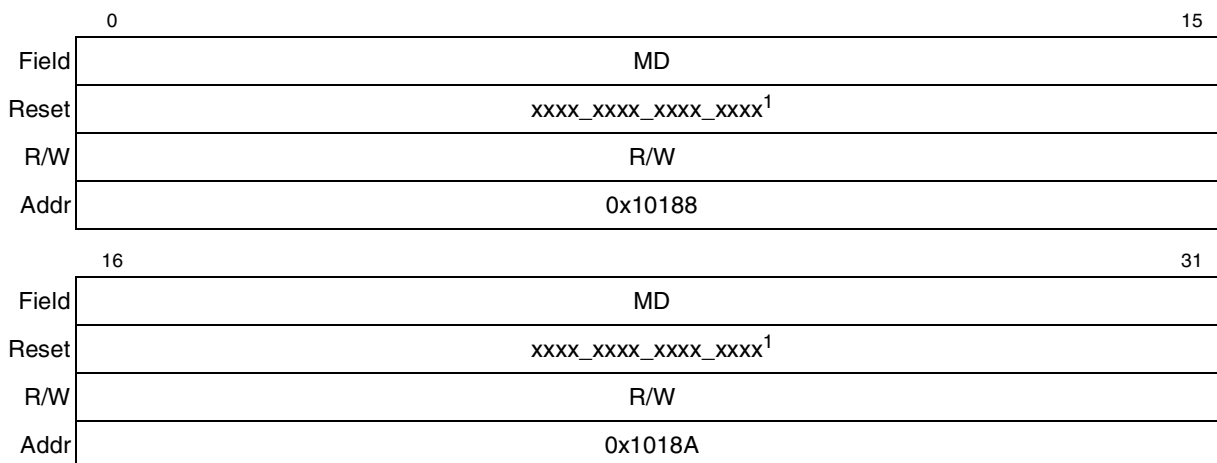 0 15
Field MD
Reset xxxx_xxxx_xxxx_xxxx1
R/W R/W
Addr 0x10188
16 31
Field MD
Reset xxxx_xxxx_xxxx_xxxx1
R/W R/W
Addr 0x1018A